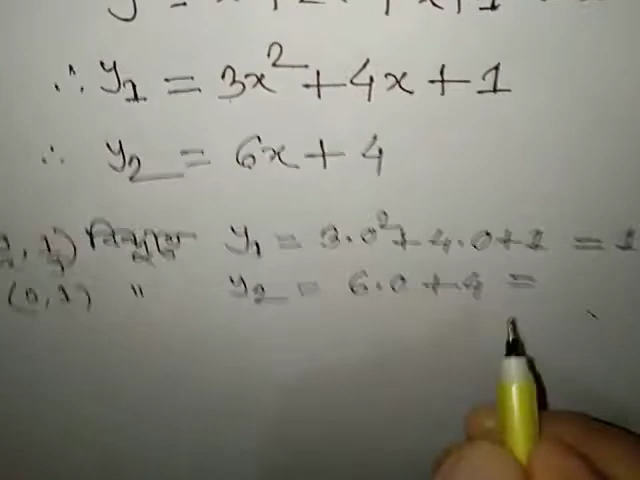 ∴ y₁ = 3x² + 4x + 1
∴ y₂ = 6x + 4
y₁ = 3.0² + 4.0 + 1 = 1
(0,1) " y₂ = 6.0 + 4 =